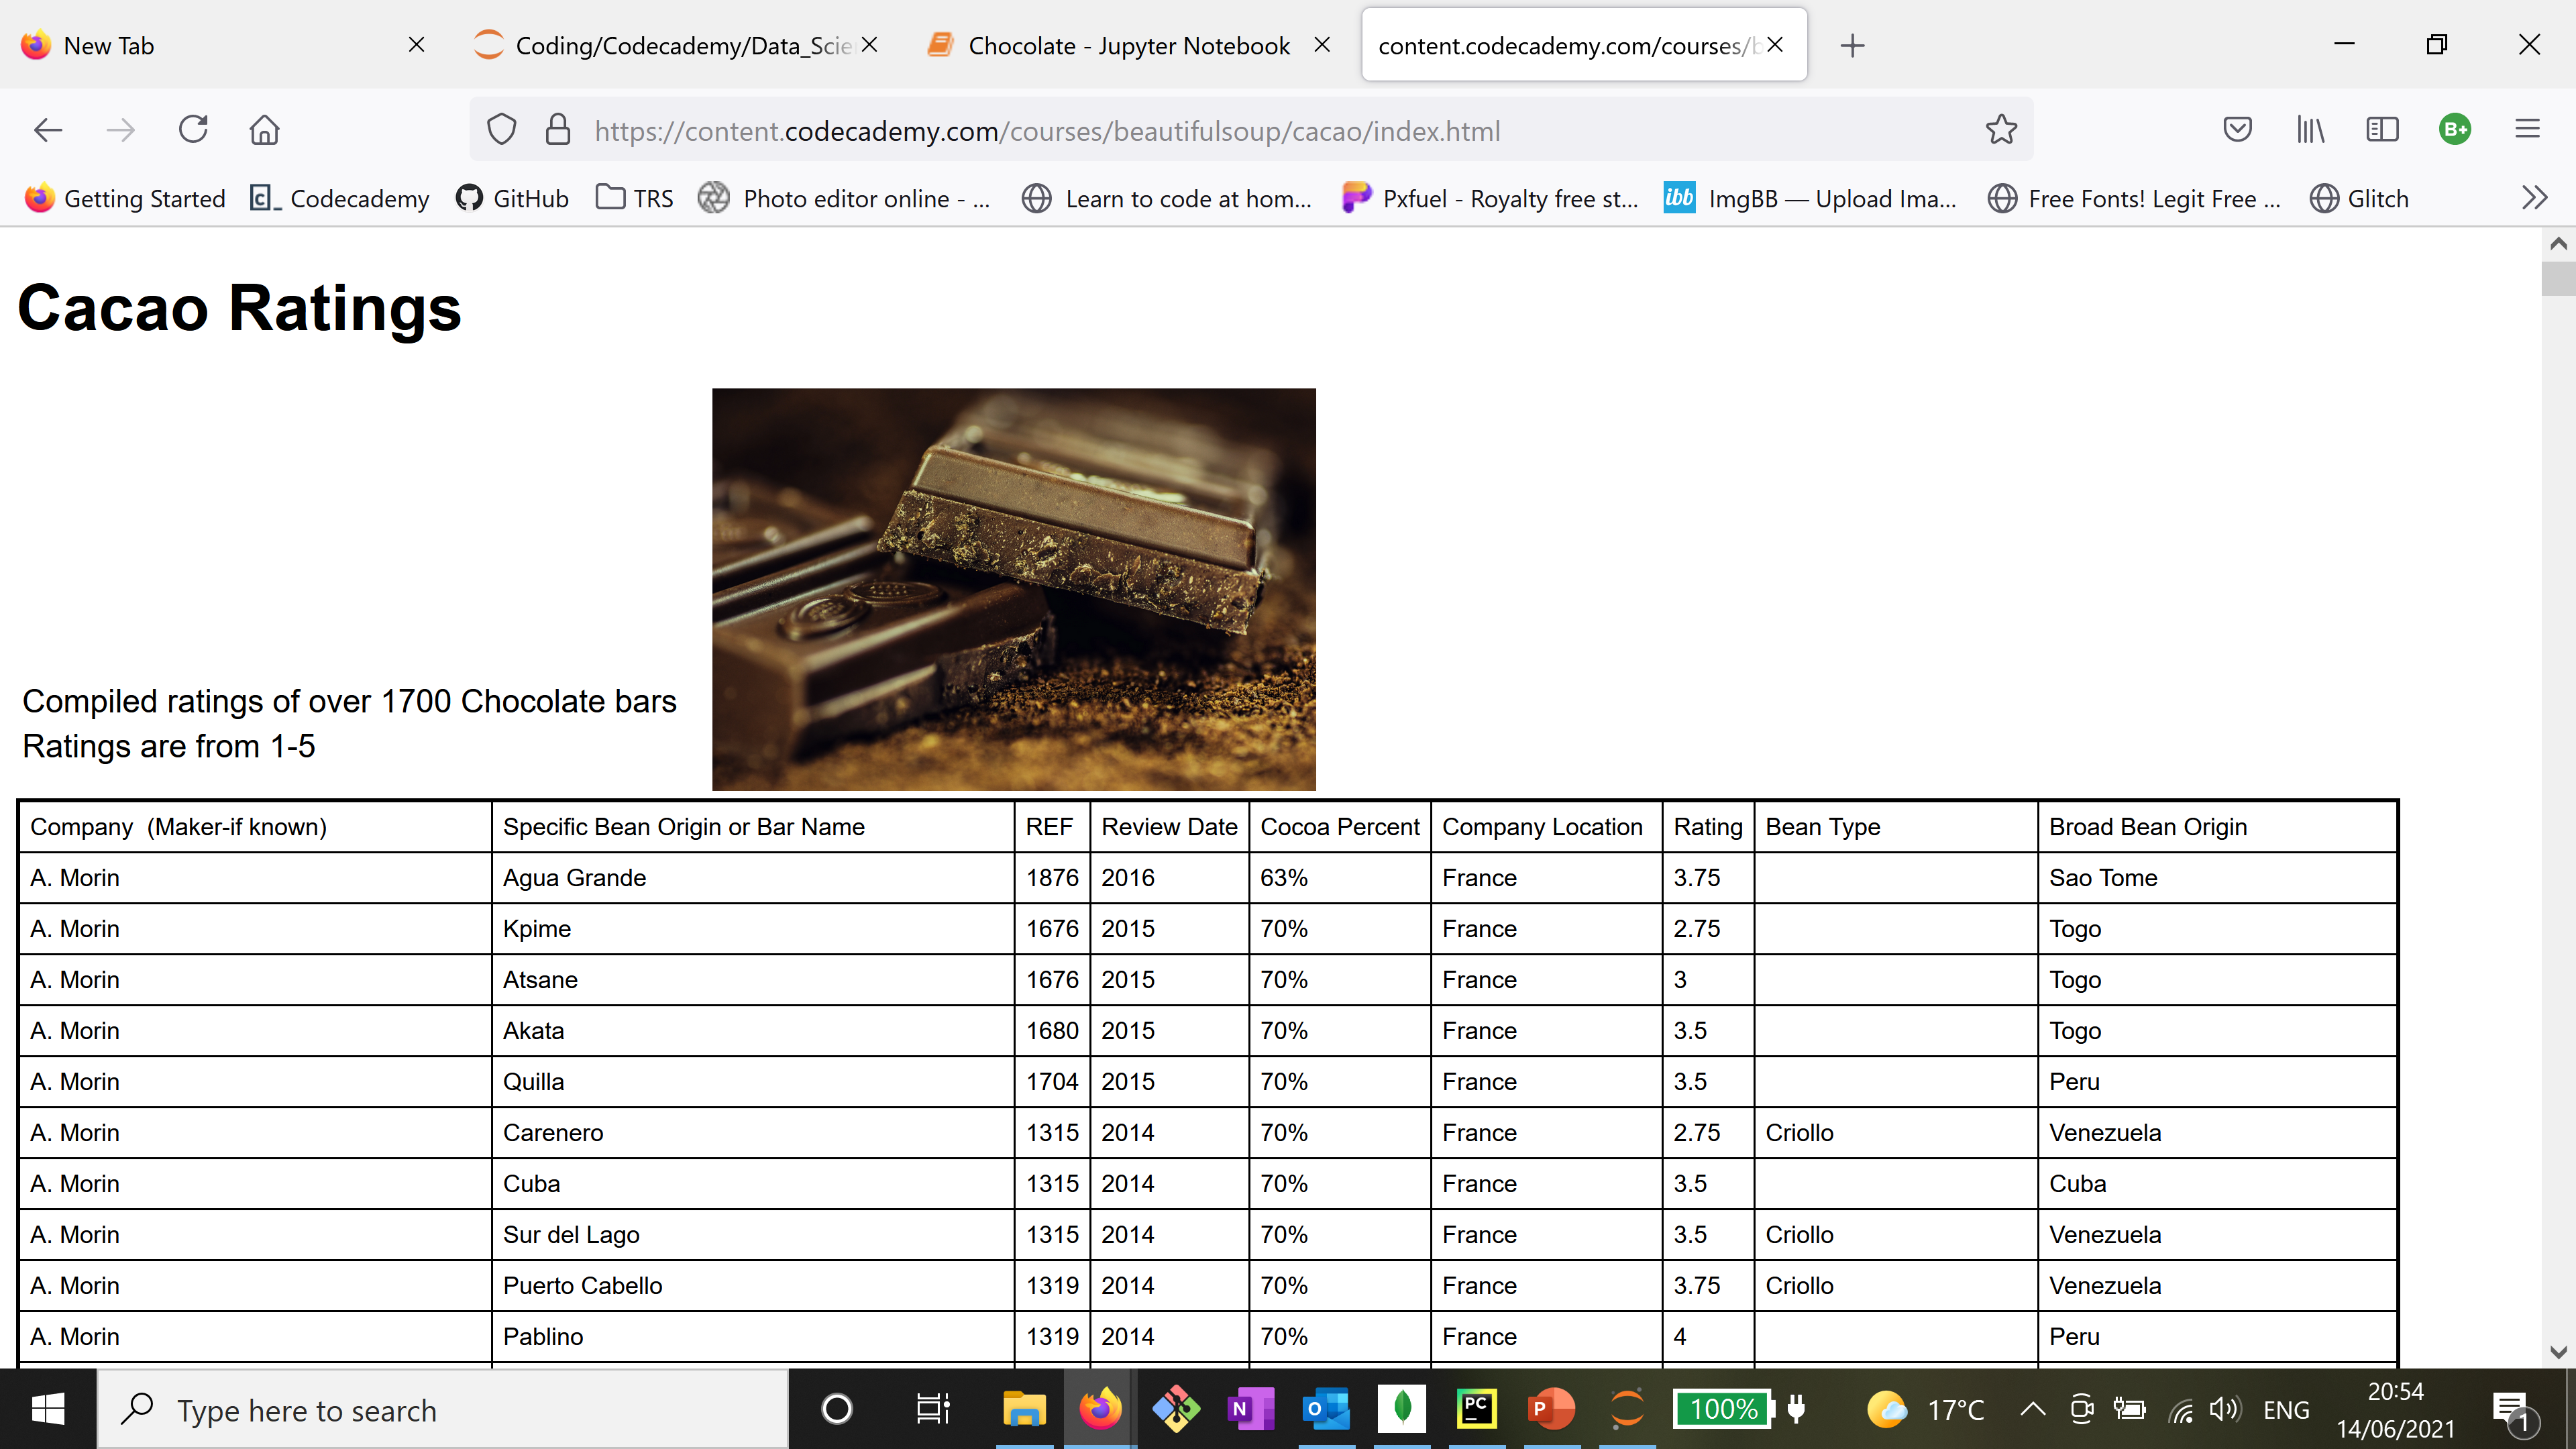 New Tab
Coding/Codecademy/Data_Scie
Chocolate - Jupyter Notebook
content.codecademy.com/courses/b
https://content.codecademy.com/courses/beautifulsoup/cacao/index.html
B+
Getting Started
c_ Codecademy
GitHub
TRS
Photo editor online - ...
Learn to code at hom...
Pxfuel - Royalty free st...
ibb ImgBB — Upload Ima...
Free Fonts! Legit Free ...
Glitch
Cacao Ratings
Compiled ratings of over 1700 Chocolate bars
Ratings are from 1-5
Company (Maker-if known) Specific Bean Origin or Bar Name REF Review Date Cocoa Percent Company Location Rating Bean Type Broad Bean Origin
A. Morin Agua Grande 1876 2016 63% France 3.75 Sao Tome
A. Morin Kpime 1676 2015 70% France 2.75 Togo
A. Morin Atsane 1676 2015 70% France 3 Togo
A. Morin Akata 1680 2015 70% France 3.5 Togo
A. Morin Quilla 1704 2015 70% France 3.5 Peru
A. Morin Carenero 1315 2014 70% France 2.75 Criollo Venezuela
A. Morin Cuba 1315 2014 70% France 3.5 Cuba
A. Morin Sur del Lago 1315 2014 70% France 3.5 Criollo Venezuela
A. Morin Puerto Cabello 1319 2014 70% France 3.75 Criollo Venezuela
A. Morin Pablino 1319 2014 70% France 4 Peru
Type here to search
N
O
PC
P
100%
17°C
ENG
20:54
14/06/2021
1